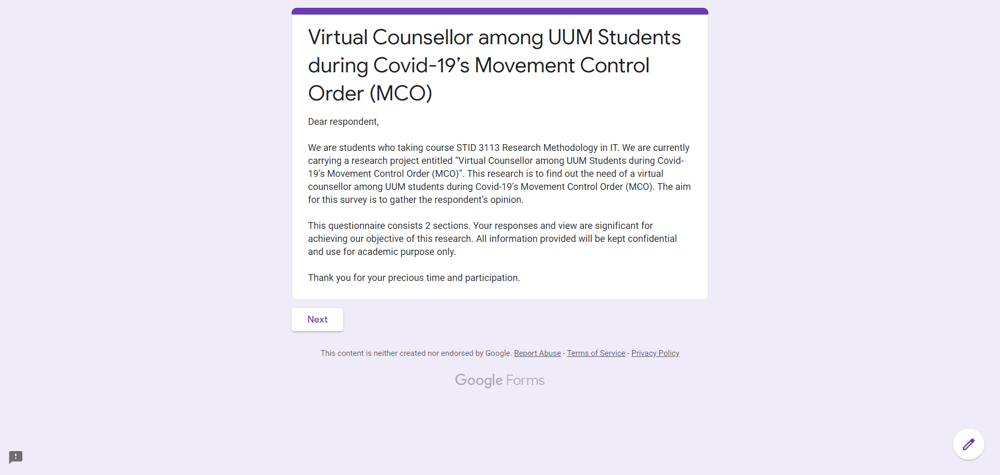 Virtual Counsellor among UUM Students
during Covid-19’s Movement Control
Order (MCO)
Dear respondent,
We are students who taking course STID 3113 Research Methodology in IT. We are currently
carrying a research project entitled “Virtual Counsellor among UUM Students during Covid-
19’s Movement Control Order (MCO)”. This research is to find out the need of a virtual
counsellor among UUM students during Covid-19’s Movement Control Order (MCO). The aim
for this survey is to gather the respondent’s opinion.
This questionnaire consists 2 sections. Your responses and view are significant for
achieving our objective of this research. All information provided will be kept confidential
and use for academic purpose only.
Thank you for your precious time and participation.
Next
This content is neither created nor endorsed by Google. Report Abuse - Terms of Service - Privacy Policy
Google Forms